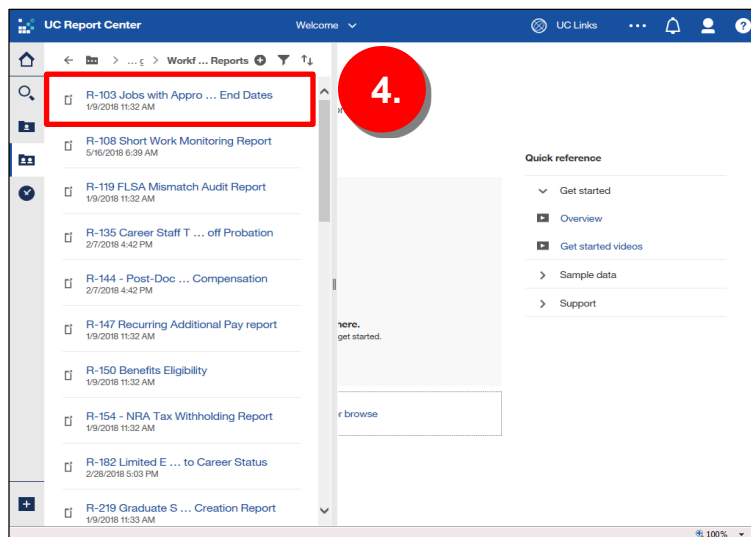 UC Report Center
Welcome
UC Links
... g > Workf ... Reports
R-103 Jobs with Appro ... End Dates
1/9/2018 11:32 AM
4.
R-108 Short Work Monitoring Report
5/16/2018 6:39 AM
R-119 FLSA Mismatch Audit Report
1/9/2018 11:32 AM
R-135 Career Staff T ... off Probation
2/7/2018 4:42 PM
R-144 - Post-Doc ... Compensation
2/7/2018 4:42 PM
R-147 Recurring Additional Pay report
1/9/2018 11:32 AM
R-150 Benefits Eligibility
1/9/2018 11:32 AM
R-154 - NRA Tax Withholding Report
1/9/2018 11:32 AM
R-182 Limited E ... to Career Status
2/28/2018 5:03 PM
R-219 Graduate S ... Creation Report
1/9/2018 11:33 AM
here.
get started.
browse
Quick reference
Get started
Overview
Get started videos
Sample data
Support
100%